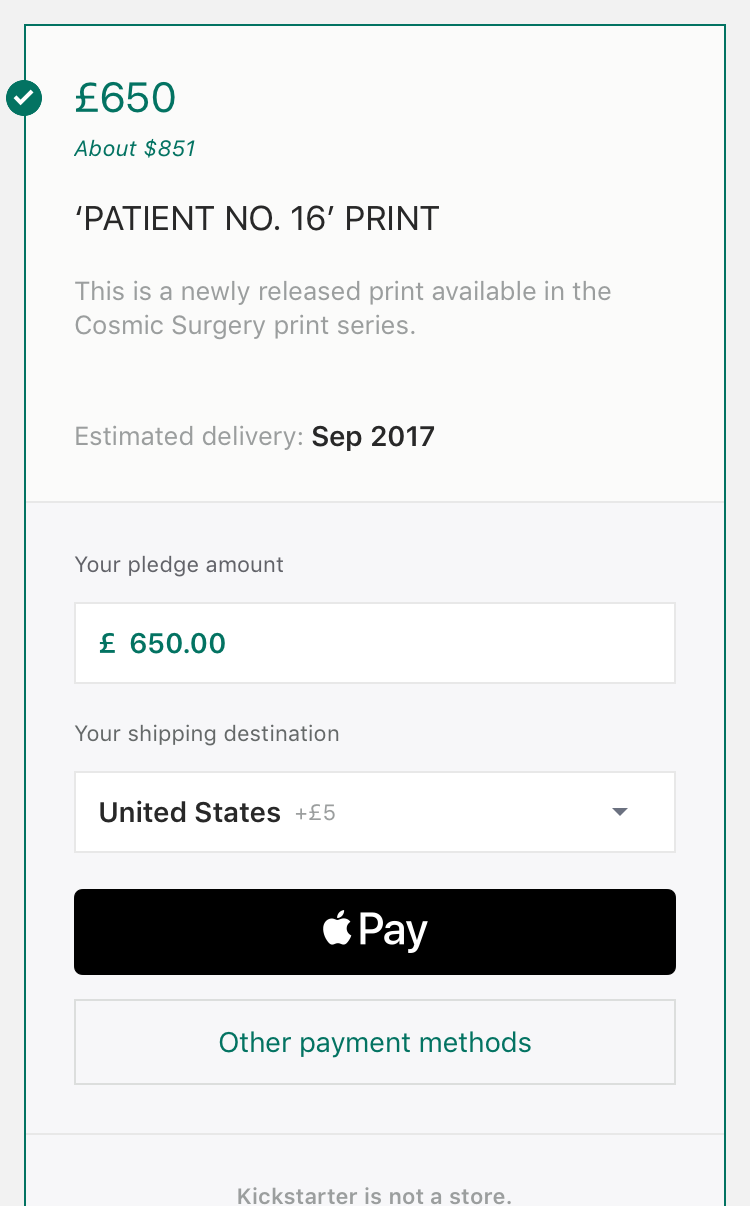 £650
About $851
‘PATIENT NO. 16’ PRINT
This is a newly released print available in the
Cosmic Surgery print series.
Estimated delivery: Sep 2017
Your pledge amount
£ 650.00
Your shipping destination
United States +£5
Pay
Other payment methods
Kickstarter is not a store.